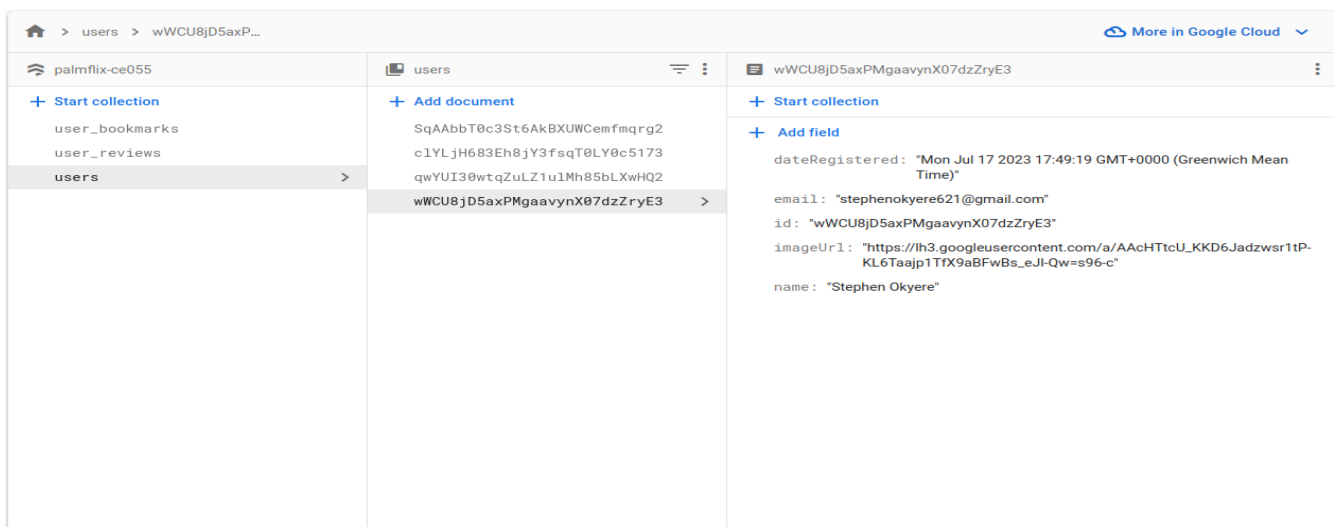 > users > wWCU8jD5axP...
More in Google Cloud
palmflix-ce055
users
wWCU8jD5axPMgaavynX07dzZryE3
+ Start collection
+ Add document
+ Start collection
user_bookmarks
user_reviews
users >
SqAAbbT0c3St6AkBXUWCemfmqrg2
clYLjH683Eh8jY3fsqT0LY0c5173
qwYUI30wtqZuLZ1ulMh85bLXwHQ2
wWCU8jD5axPMgaavynX07dzZryE3 >
+ Add field
dateRegistered: "Mon Jul 17 2023 17:49:19 GMT+0000 (Greenwich Mean
Time)"
email: "stephenokyere621@gmail.com"
id: "wWCU8jD5axPMgaavynX07dzZryE3"
imageUrl: "https://lh3.googleusercontent.com/a/AAcHTtcU_KKD6Jadzwsr1tP-
KL6Taajp1TfX9aBFwBs_eJI-Qw=s96-c"
name: "Stephen Okyere"